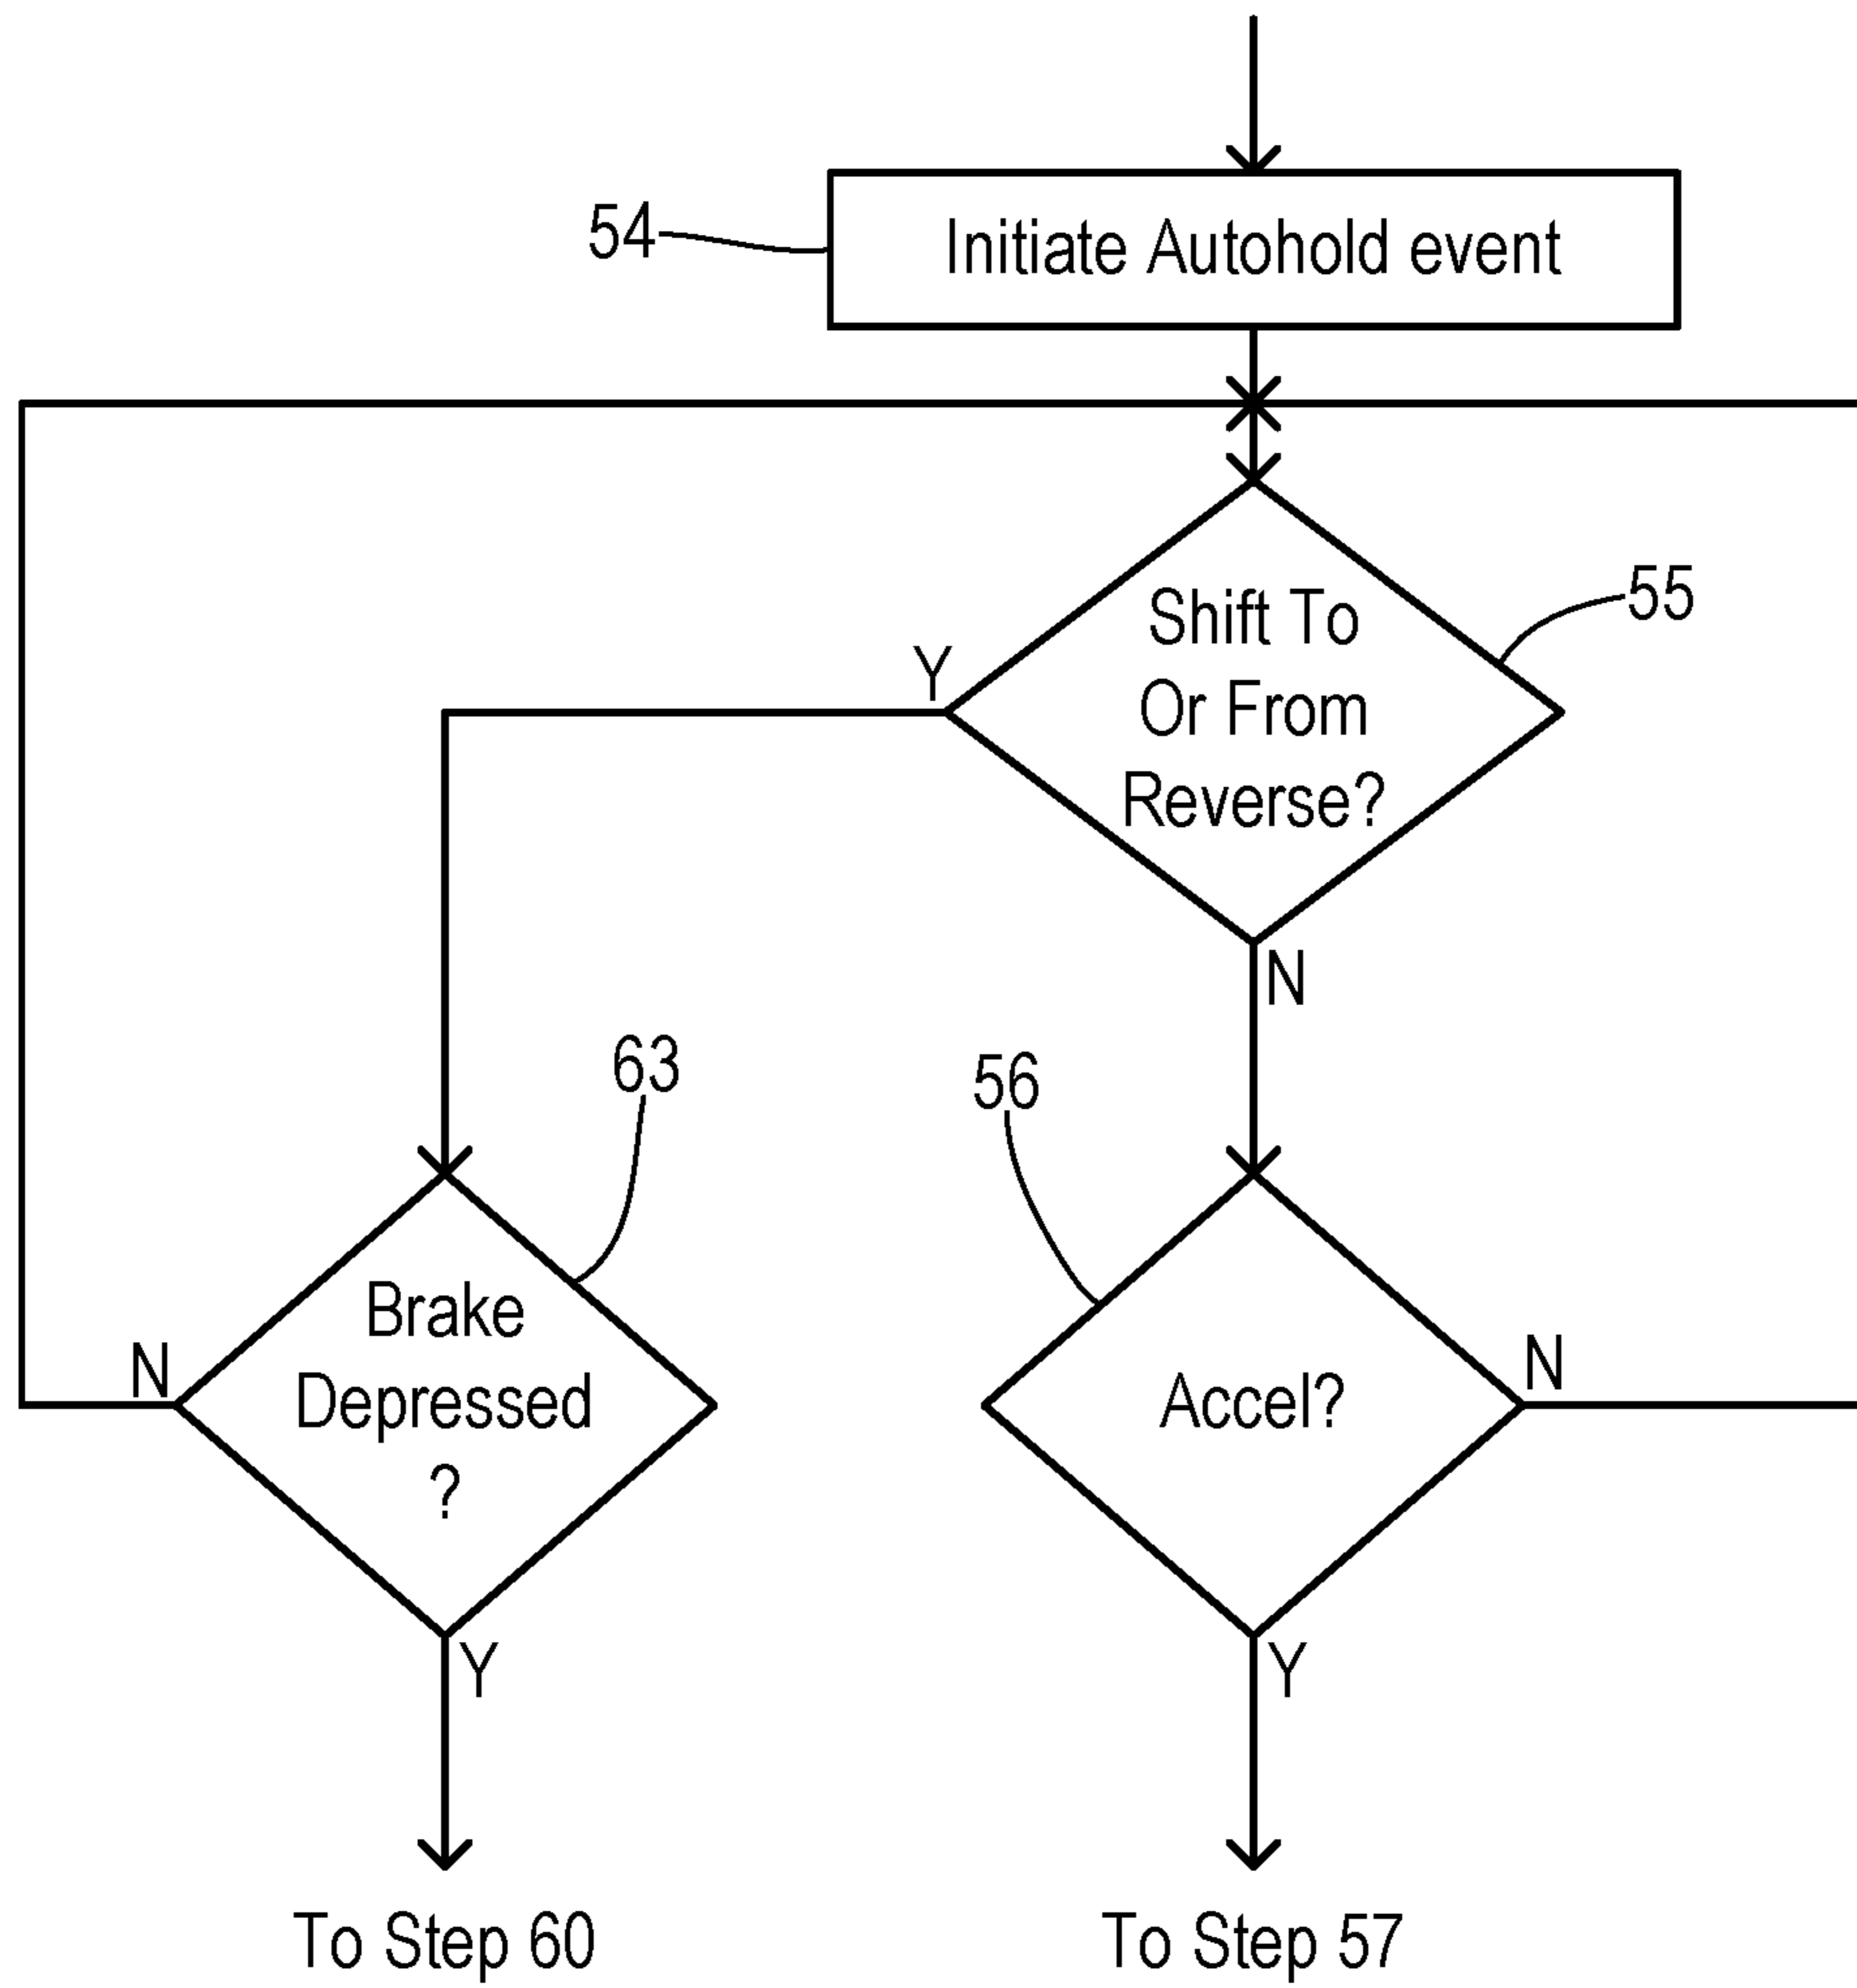 54
Initiate Autohold event
55
Shift To
Or From
Reverse?
Y
N
63
56
Brake
Depressed
?
N
Accel?
N
Y
Y
To Step 60
To Step 57